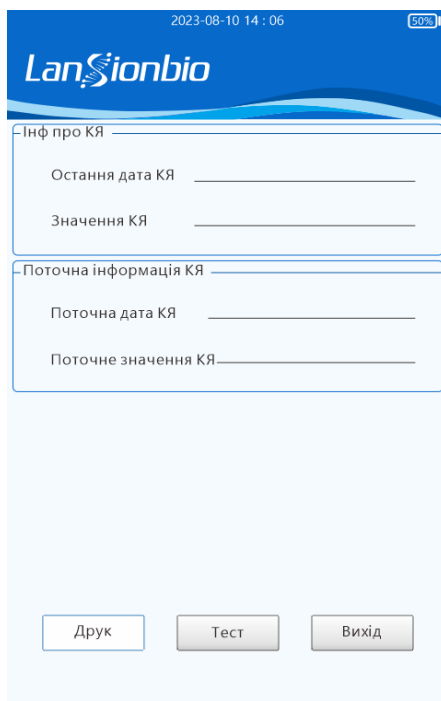 2023-08-10 14 : 06 50%
Lansionbio
Інф про КЯ
Остання дата КЯ
Значення КЯ
Поточна інформація КЯ
Поточна дата КЯ
Поточне значення КЯ
Друк Тест Вихід